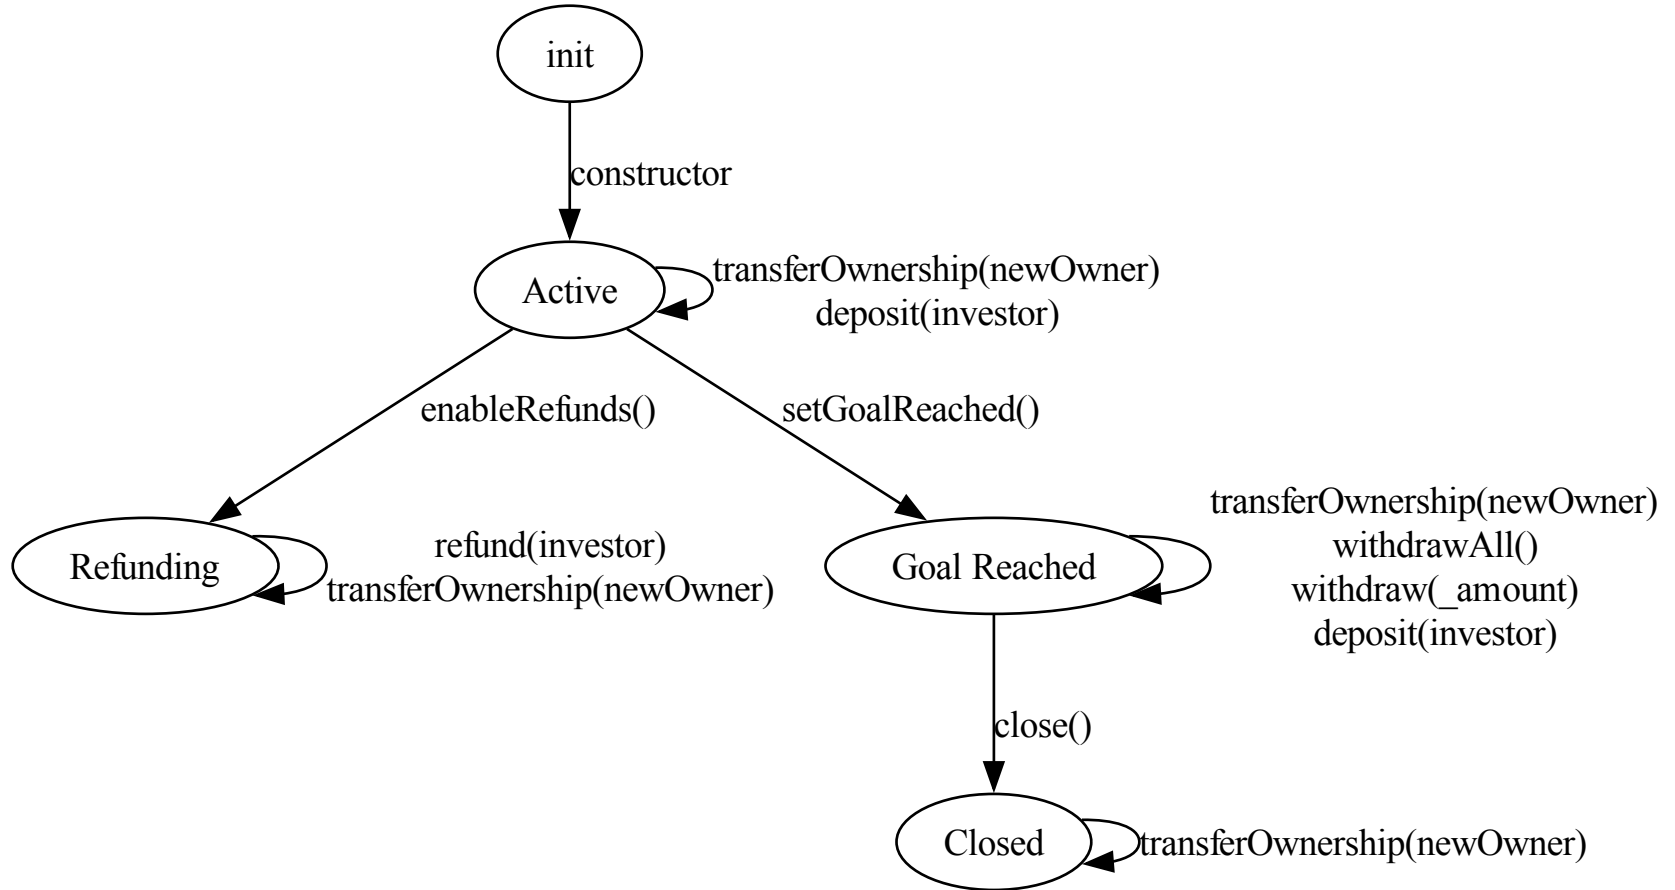 init
constructor
Active
transferOwnership(newOwner)
deposit(investor)
enableRefunds()
setGoalReached()
Refunding
refund(investor)
transferOwnership(newOwner)
Goal Reached
transferOwnership(newOwner)
withdrawAll()
withdraw(_amount)
deposit(investor)
close()
Closed
transferOwnership(newOwner)